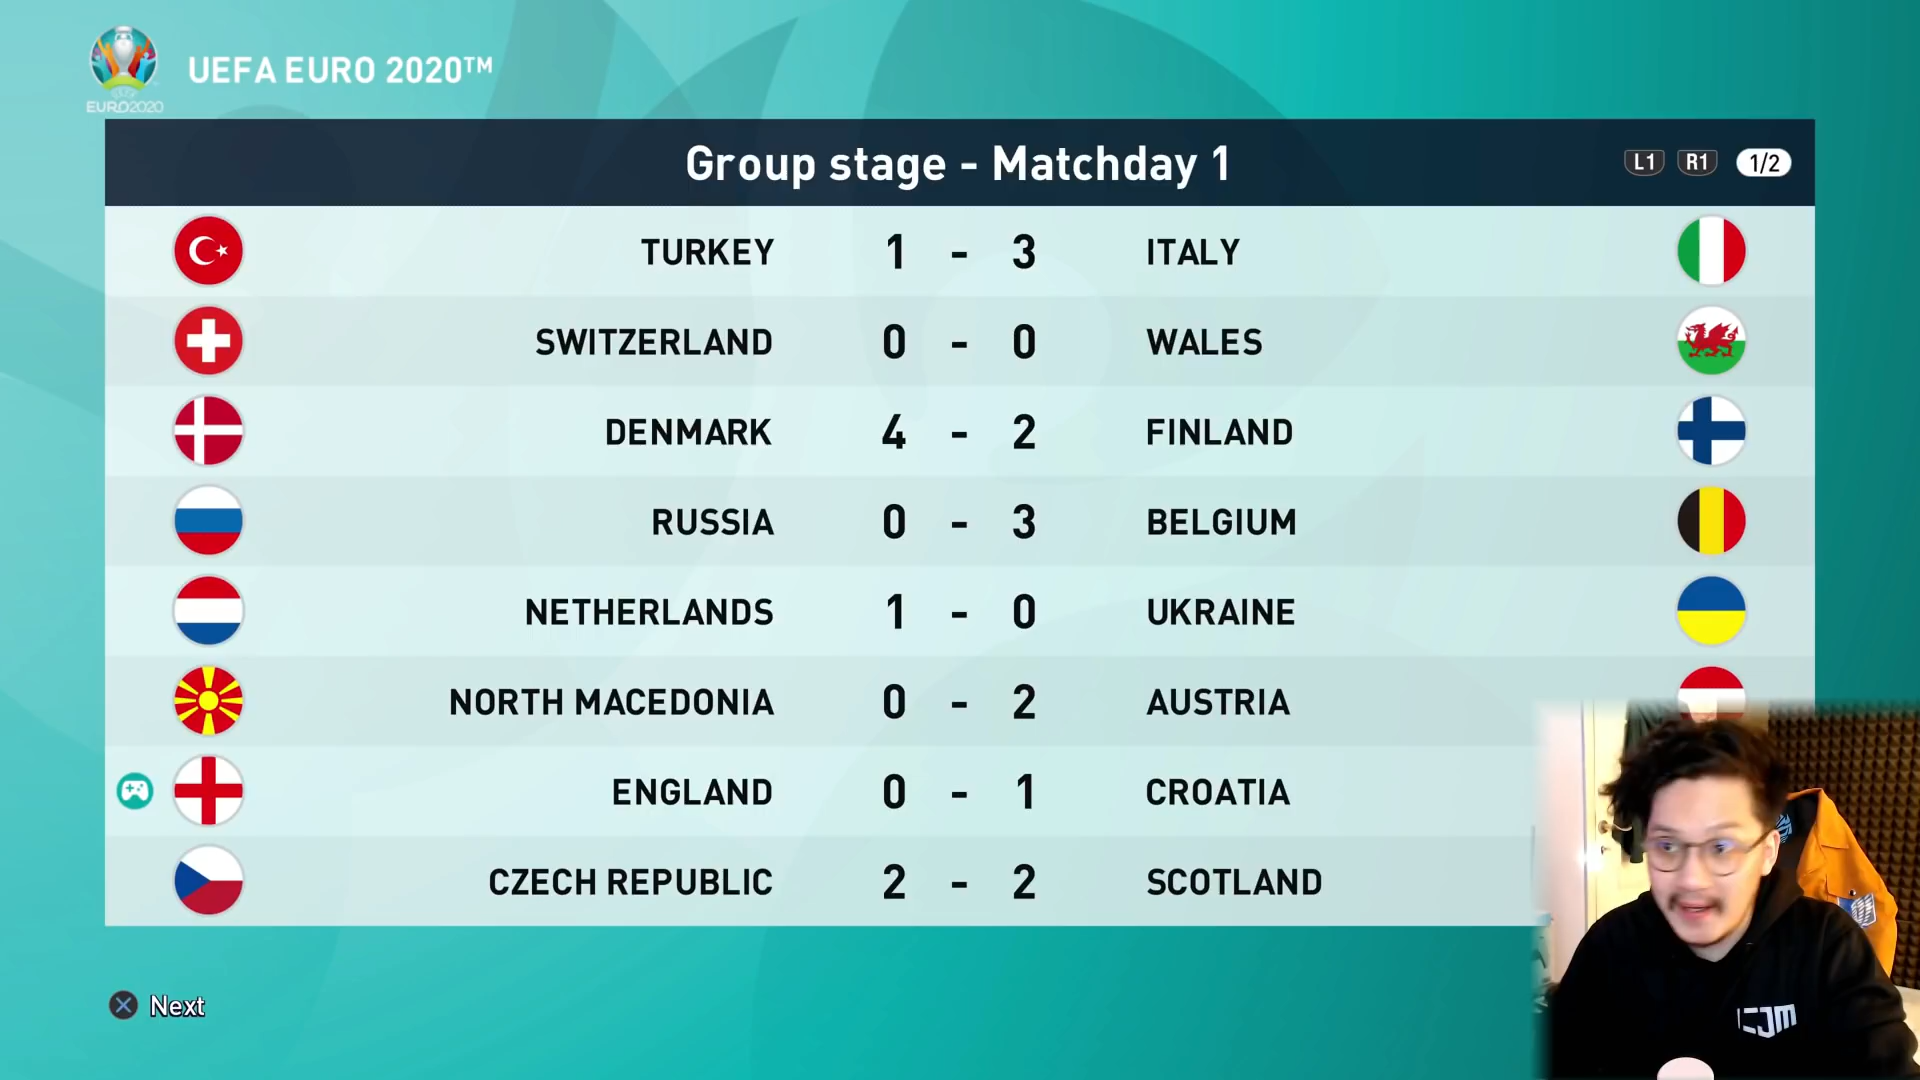 UEFA EURO 2020™
EURO2020
Group stage - Matchday 1
L1 R1 1/2
TURKEY 1 - 3 ITALY
SWITZERLAND 0 - 0 WALES
DENMARK 4 - 2 FINLAND
RUSSIA 0 - 3 BELGIUM
NETHERLANDS 1 - 0 UKRAINE
NORTH MACEDONIA 0 - 2 AUSTRIA
ENGLAND 0 - 1 CROATIA
CZECH REPUBLIC 2 - 2 SCOTLAND
Next